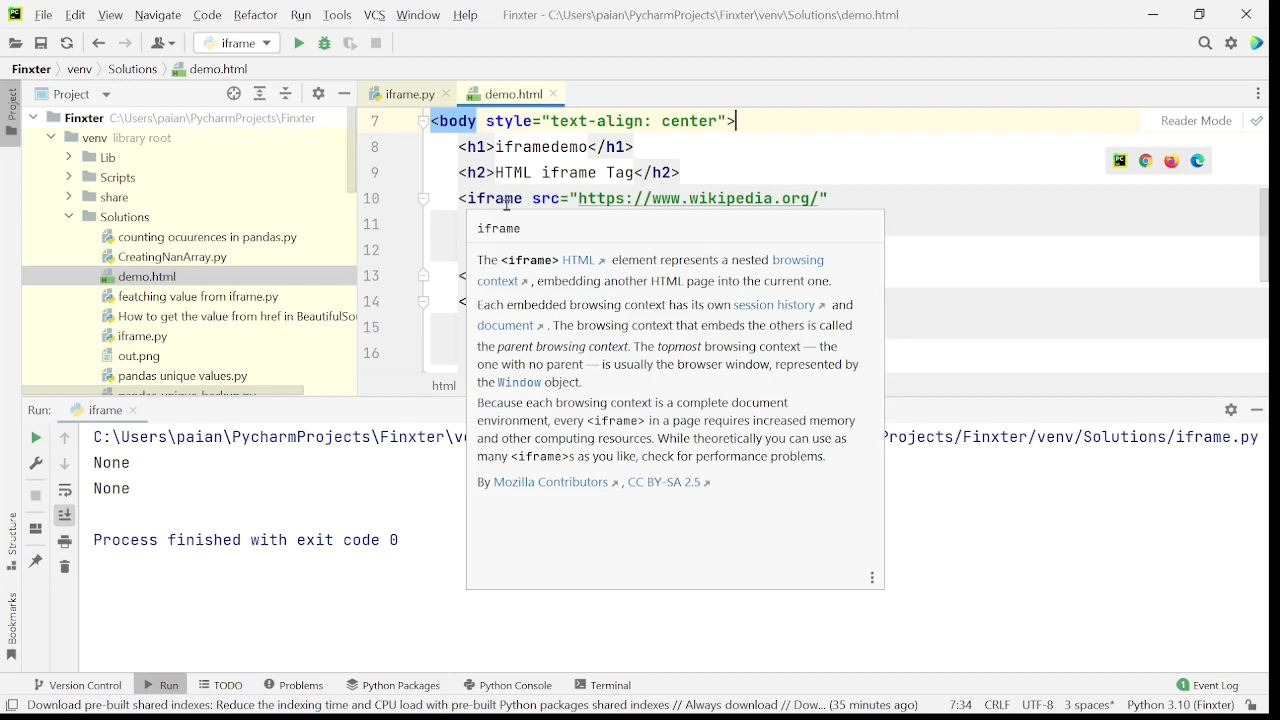 File Edit View Navigate Code Refactor Run Tools VCS Window Help Finxter - C:\Users\paian\PycharmProjects\Finxter\venv\Solutions\demo.html
iframe
Finxter venv Solutions demo.html
Project
Project
iframe.py
demo.html
Finxter C:\Users\paian\PycharmProjects\Finxter
venv library root
Lib
Scripts
share
Solutions
counting ocuurences in pandas.py
CreatingNanArray.py
demo.html
featching value from iframe.py
How to get the value from href in BeautifulSou
iframe.py
out.png
pandas unique values.py
7 <body style="text-align: center">
Reader Mode
8 <h1>iframedemo</h1>
9 <h2>HTML iframe Tag</h2>
10 <iframe src="https://www.wikipedia.org/"
11
12
13 <
14 <
15
16
html
iframe
The <iframe> HTML element represents a nested browsing
context, embedding another HTML page into the current one.
Each embedded browsing context has its own session history and
document. The browsing context that embeds the others is called
the parent browsing context. The topmost browsing context — the
one with no parent — is usually the browser window, represented by
the Window object.
Because each browsing context is a complete document
environment, every <iframe> in a page requires increased memory
and other computing resources. While theoretically you can use as
many <iframe>s as you like, check for performance problems.
By Mozilla Contributors, CC BY-SA 2.5
Run: iframe
C:\Users\paian\PycharmProjects\Finxter\ve rojects/Finxter/venv/Solutions/iframe.py
None
None
Process finished with exit code 0
Structure
Bookmarks
Version Control Run TODO Problems Python Packages Python Console Terminal 1 Event Log
Download pre-built shared indexes: Reduce the indexing time and CPU load with pre-built Python packages shared indexes // Always download // Dow... (35 minutes ago) 7:34 CRLF UTF-8 3 spaces* Python 3.10 (Finxter)